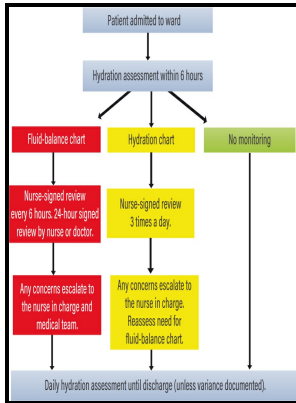 Patient admitted to ward
Hydration assessment within 6 hours
Fluid-balance chart
Hydration chart
No monitoring
Nurse-signed review
every 6 hours. 24-hour signed
review by nurse or doctor.
Nurse-signed review
3 times a day.
Any concerns escalate to
the nurse in charge and
medical team.
Any concerns escalate to
the nurse in charge.
Reassess need for
fluid-balance chart.
Daily hydration assessment until discharge (unless variance documented).